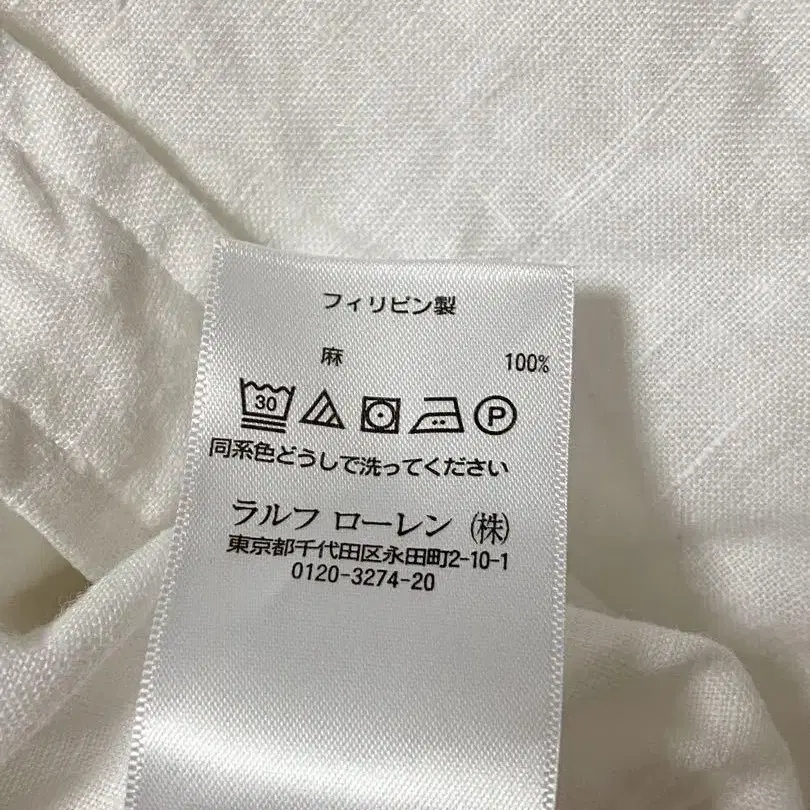 フィリピン製
麻 100%
30 P
同系色どうしで洗ってください
ラルフ ローレン (株)
東京都千代田区永田町2-10-1
0120-3274-20